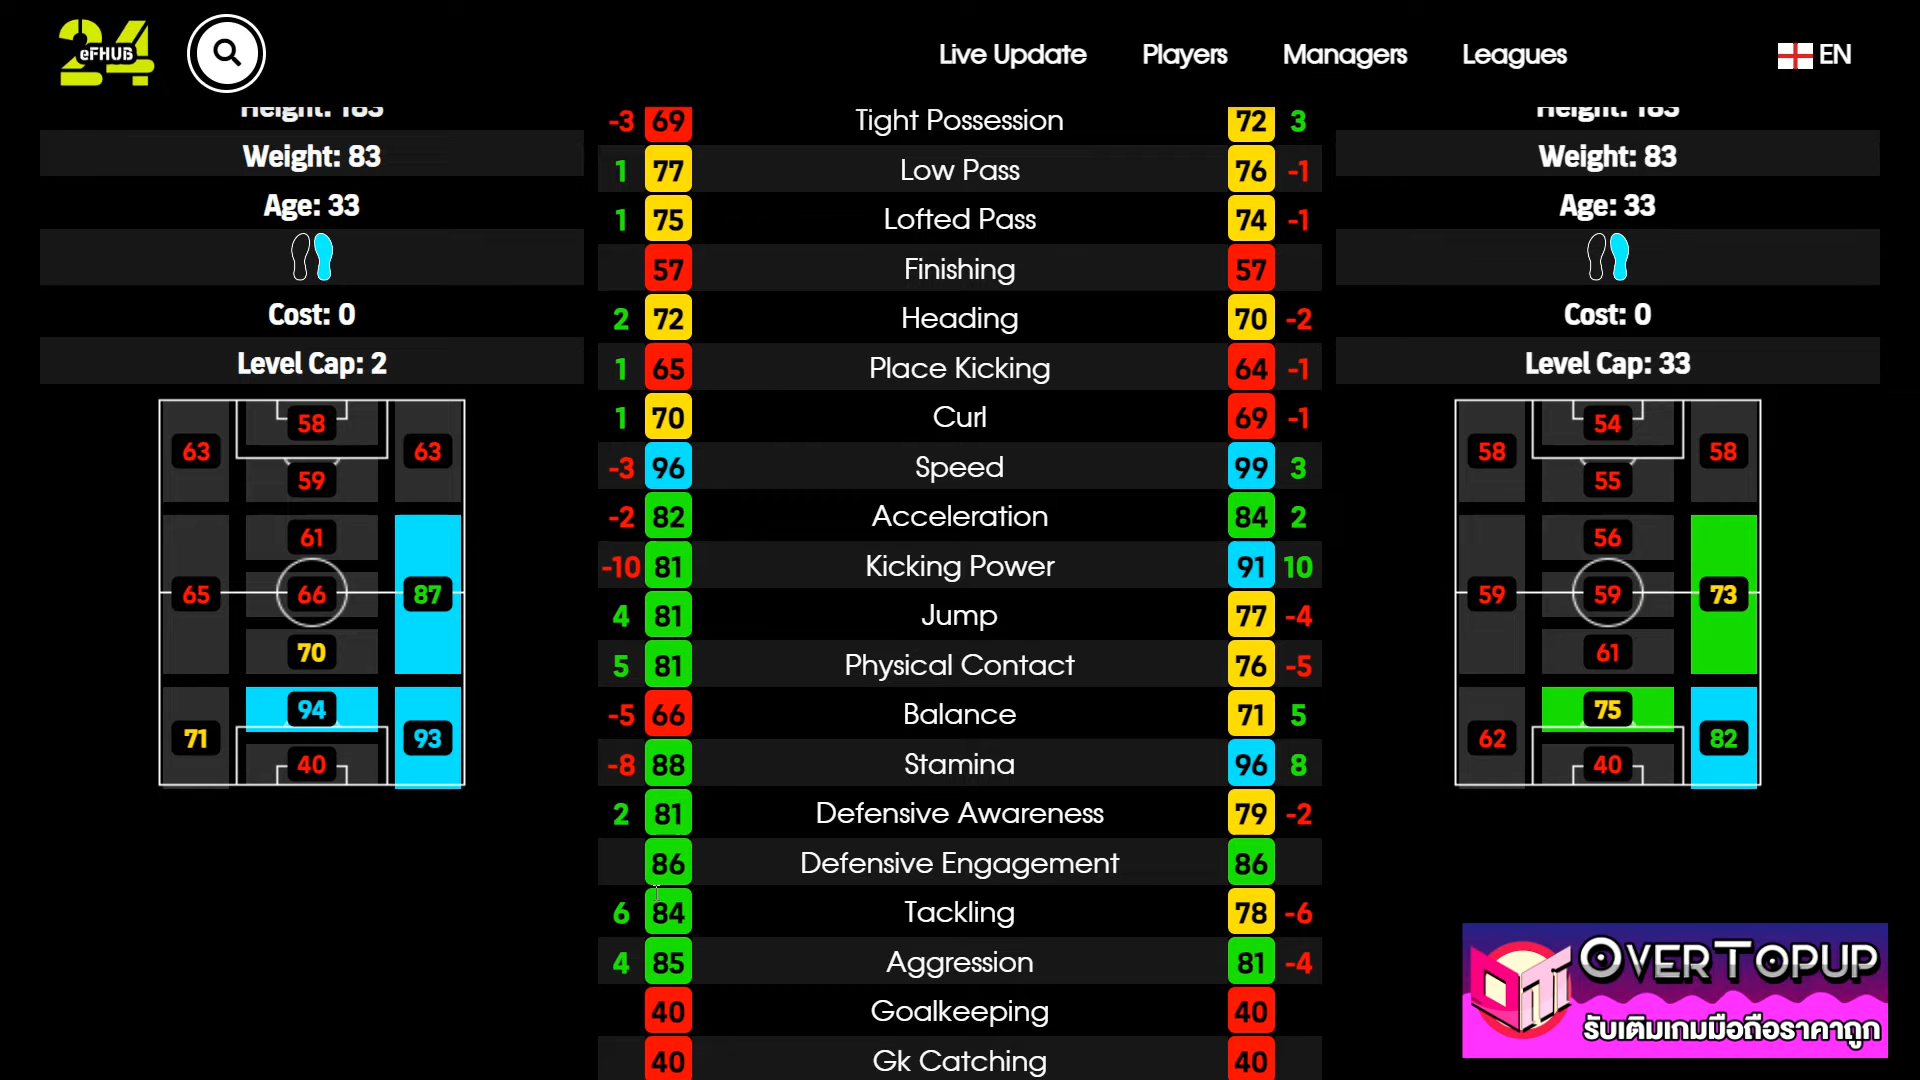 24
eFHUB
Live Update Players Managers Leagues EN
Height: 183
Weight: 83
Age: 33
Cost: 0
Level Cap: 2
58
63 63
59
61
65 66 87
70
94
71 93
40
-3 69 Tight Possession 72 3
1 77 Low Pass 76 -1
1 75 Lofted Pass 74 -1
57 Finishing 57
2 72 Heading 70 -2
1 65 Place Kicking 64 -1
1 70 Curl 69 -1
-3 96 Speed 99 3
-2 82 Acceleration 84 2
-10 81 Kicking Power 91 10
4 81 Jump 77 -4
5 81 Physical Contact 76 -5
-5 66 Balance 71 5
-8 88 Stamina 96 8
2 81 Defensive Awareness 79 -2
86 Defensive Engagement 86
6 84 Tackling 78 -6
4 85 Aggression 81 -4
40 Goalkeeping 40
40 Gk Catching 40
Height: 183
Weight: 83
Age: 33
Cost: 0
Level Cap: 33
54
58 58
55
56
59 59 73
61
75
62 82
40
OTU
OVERTOPUP
รับเติมเกมมือถือราคาถูก